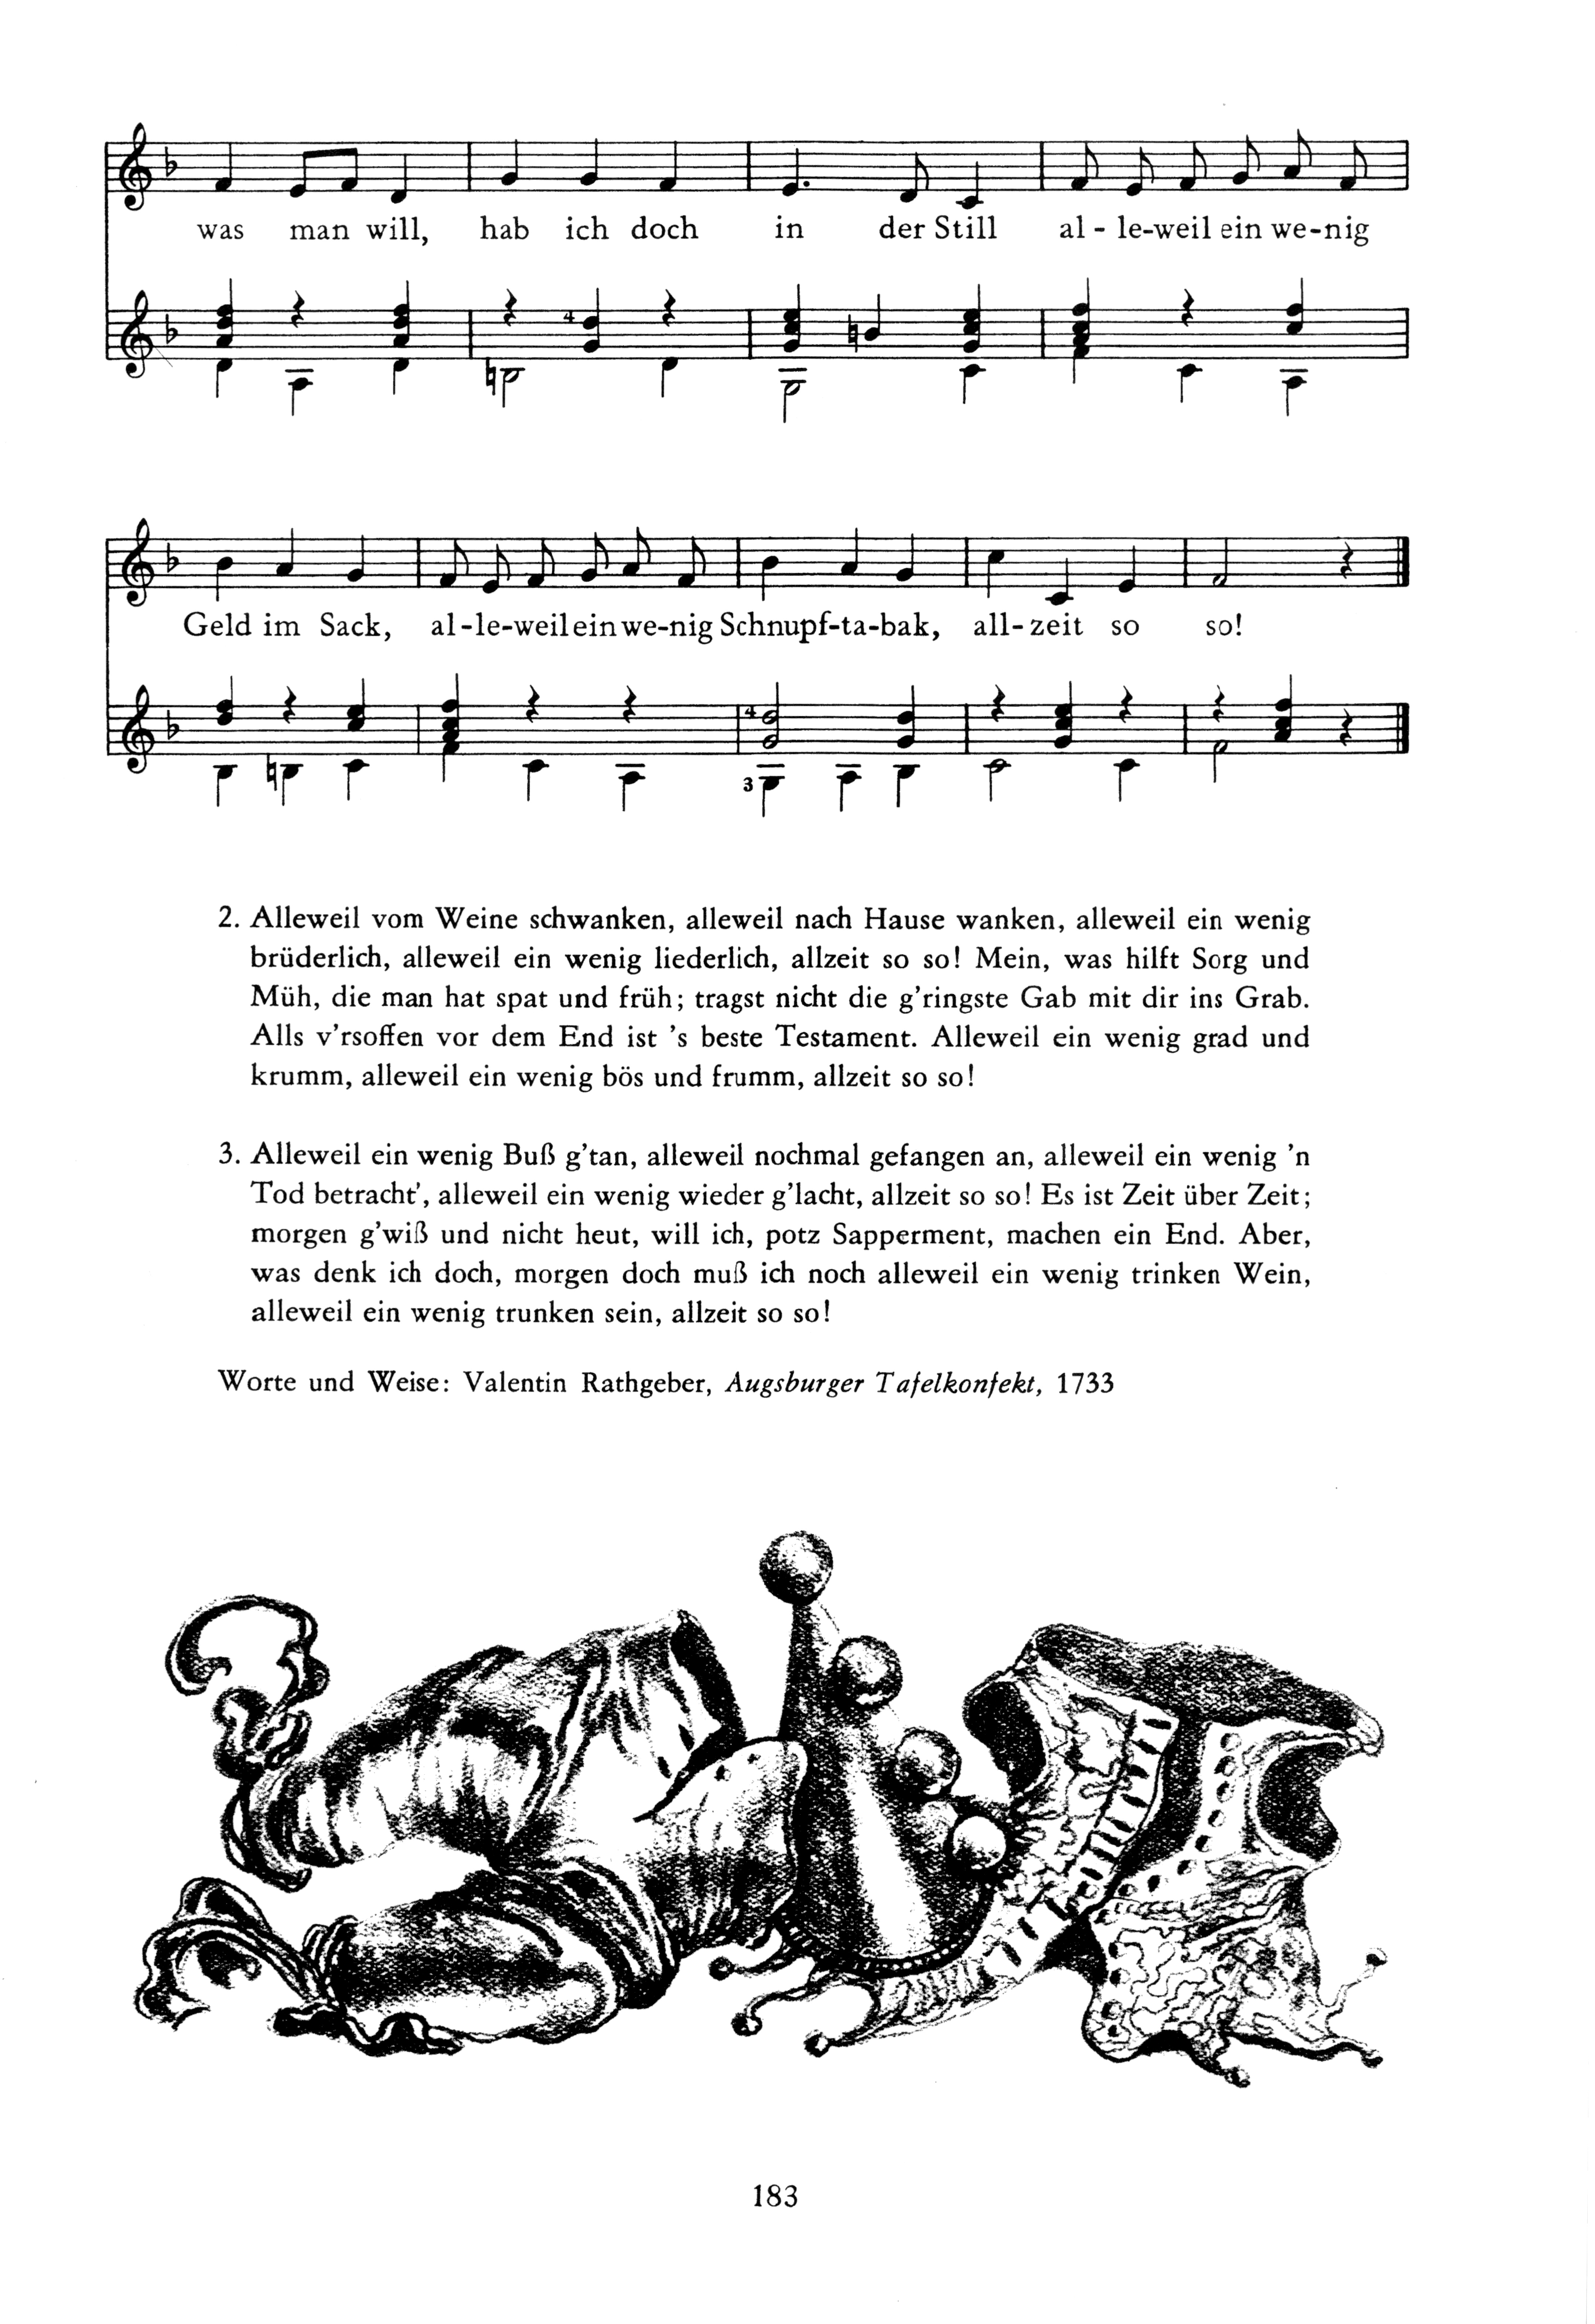 was man will, hab ich doch in der Still al - le-weil ein we-nig
4
Geld im Sack, al-le-weil ein we-nig Schnupf-ta-bak, all-zeit so so!
4
3
2. Alleweil vom Weine schwanken, alleweil nach Hause wanken, alleweil ein wenig
brüderlich, alleweil ein wenig liederlich, allzeit so so! Mein, was hilft Sorg und
Müh, die man hat spat und früh; tragst nicht die g'ringste Gab mit dir ins Grab.
Alls v'rsoffen vor dem End ist 's beste Testament. Alleweil ein wenig grad und
krumm, alleweil ein wenig bös und frumm, allzeit so so!
3. Alleweil ein wenig Buß g'tan, alleweil nochmal gefangen an, alleweil ein wenig 'n
Tod betracht', alleweil ein wenig wieder g'lacht, allzeit so so! Es ist Zeit über Zeit;
morgen g'wiß und nicht heut, will ich, potz Sapperment, machen ein End. Aber,
was denk ich doch, morgen doch muß ich noch alleweil ein wenig trinken Wein,
alleweil ein wenig trunken sein, allzeit so so!
Worte und Weise: Valentin Rathgeber, Augsburger Tafelkonfekt, 1733
183